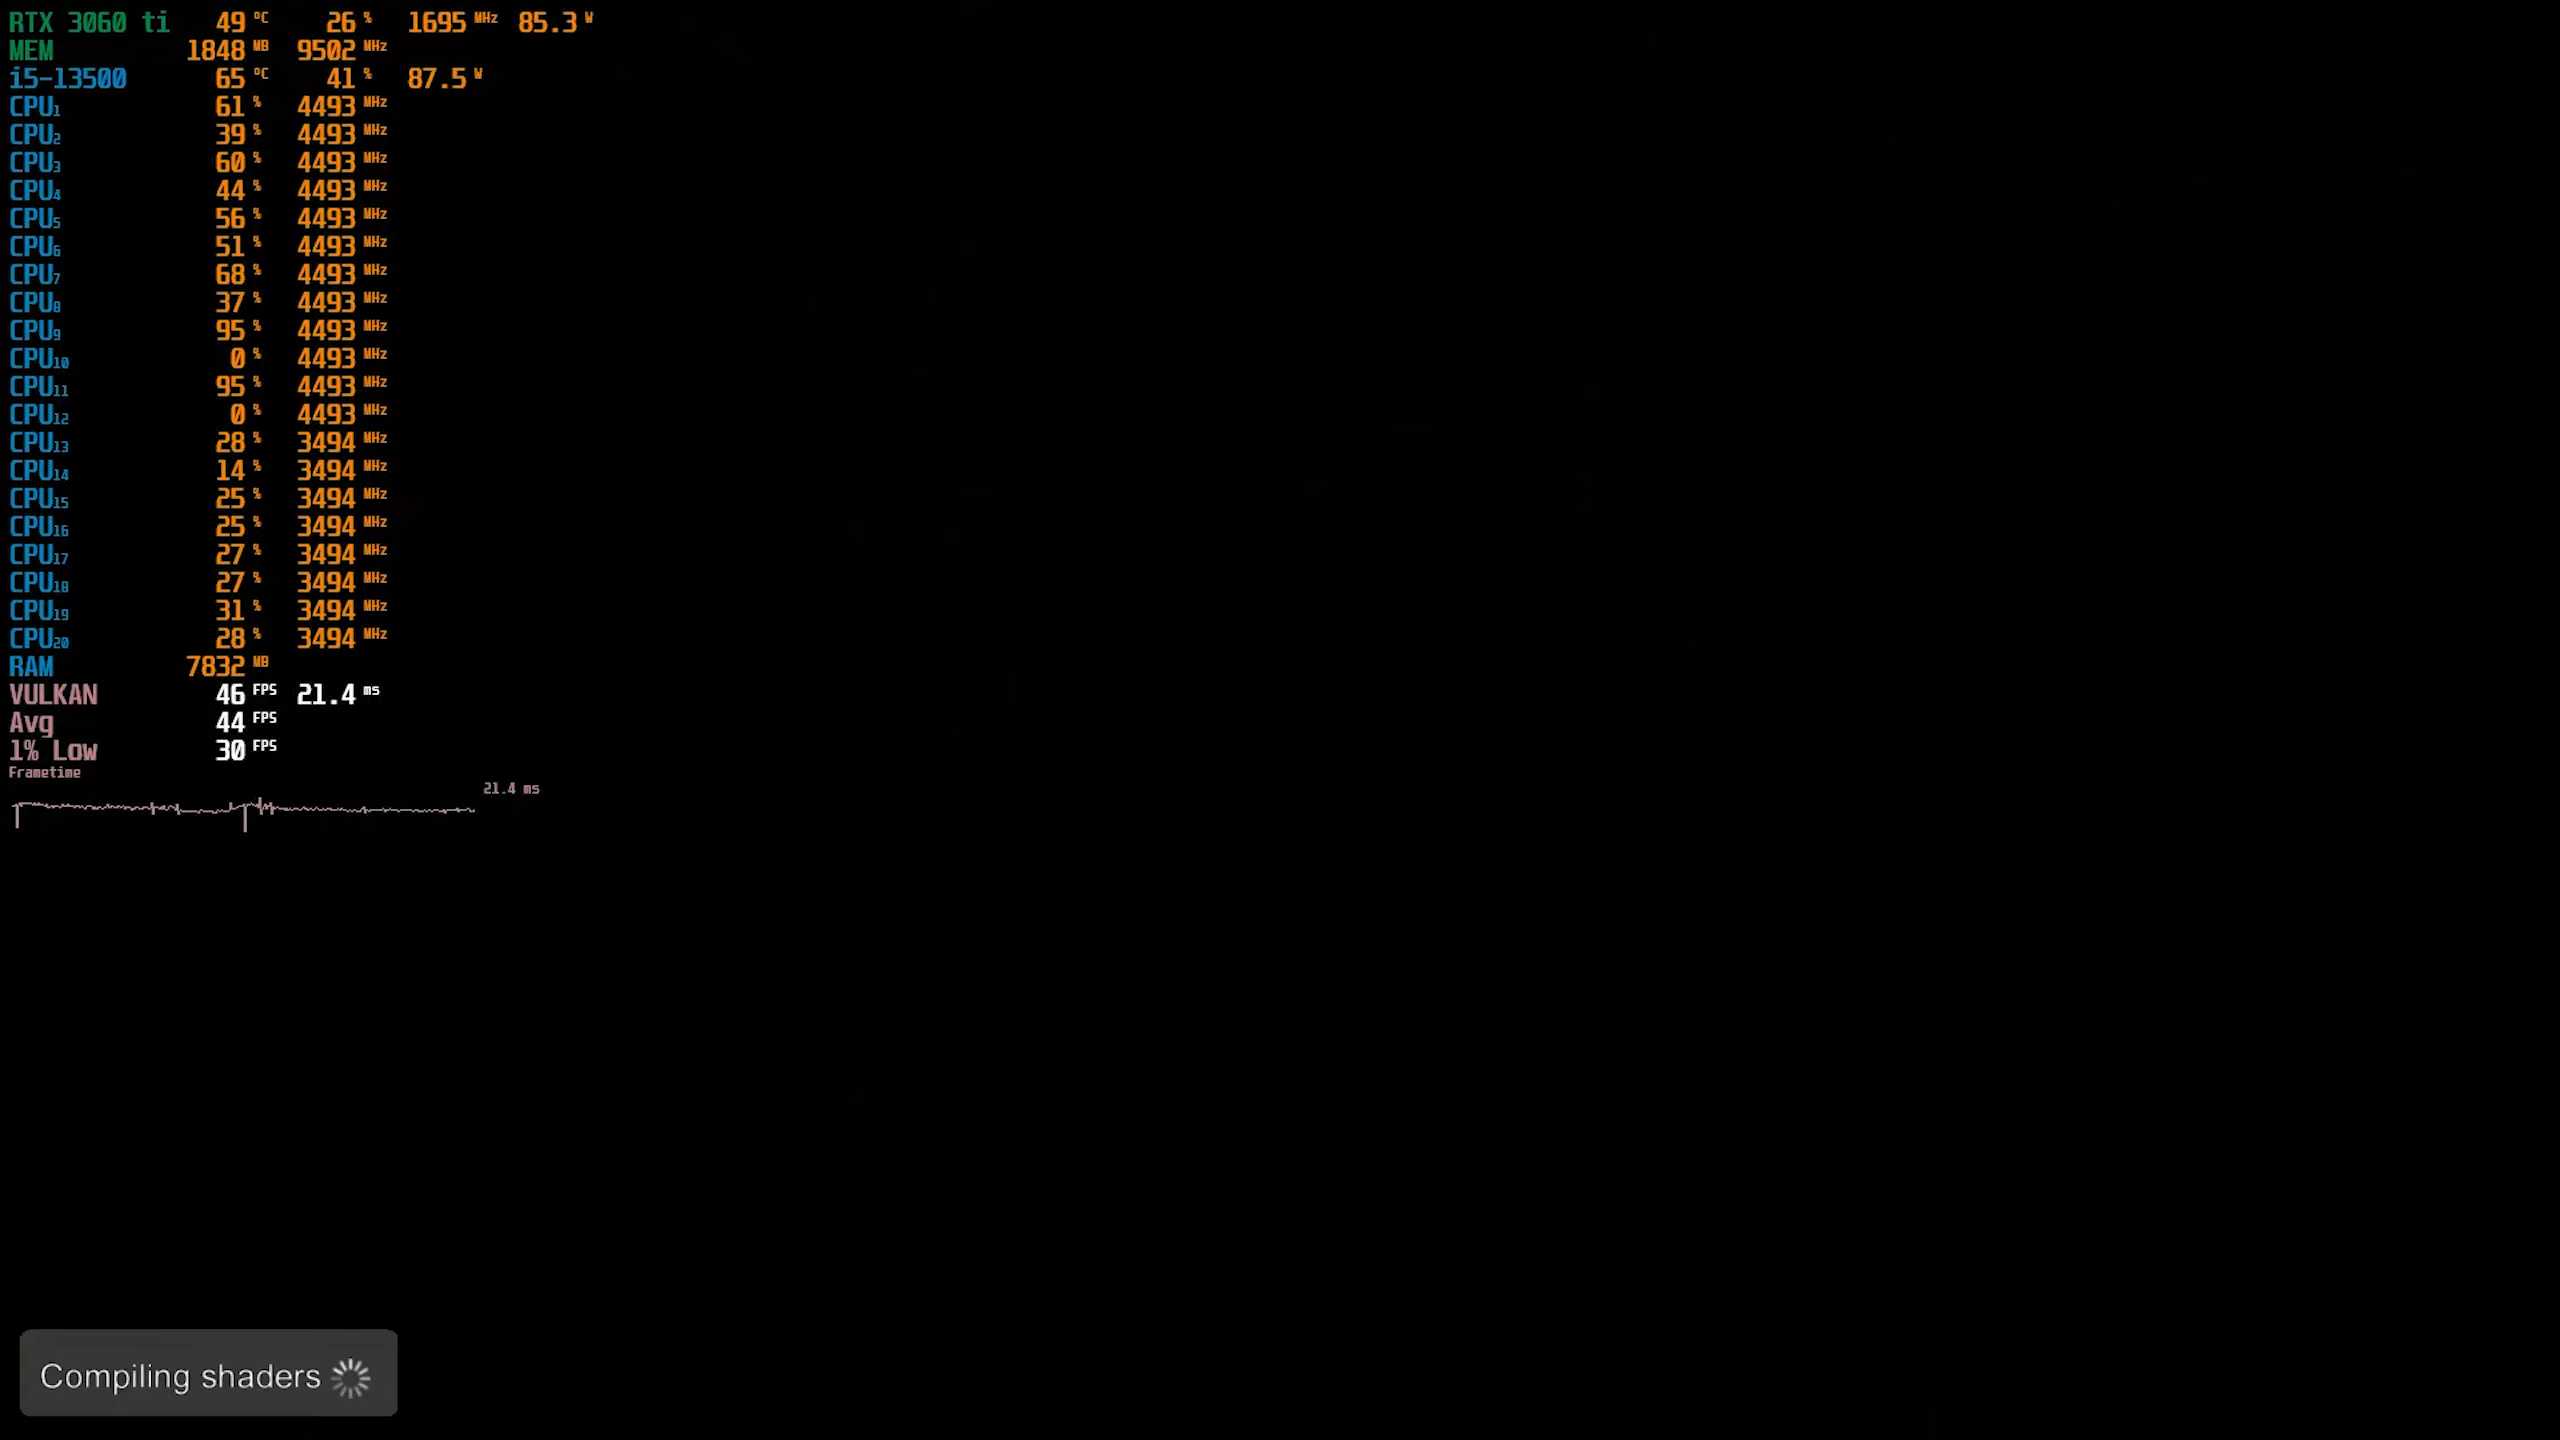 RTX 3060 ti 49 °C 26 % 1695 MHz 85.3 W
MEM 1848 MB 9502 MHz
i5-13500 65 °C 41 % 87.5 W
CPU1 61 % 4493 MHz
CPU2 39 % 4493 MHz
CPU3 60 % 4493 MHz
CPU4 44 % 4493 MHz
CPU5 56 % 4493 MHz
CPU6 51 % 4493 MHz
CPU7 68 % 4493 MHz
CPU8 37 % 4493 MHz
CPU9 95 % 4493 MHz
CPU10 0 % 4493 MHz
CPU11 95 % 4493 MHz
CPU12 0 % 4493 MHz
CPU13 28 % 3494 MHz
CPU14 14 % 3494 MHz
CPU15 25 % 3494 MHz
CPU16 25 % 3494 MHz
CPU17 27 % 3494 MHz
CPU18 27 % 3494 MHz
CPU19 31 % 3494 MHz
CPU20 28 % 3494 MHz
RAM 7832 MB
VULKAN 46 FPS 21.4 ms
Avg 44 FPS
1% Low 30 FPS
Frametime
21.4 ms
Compiling shaders